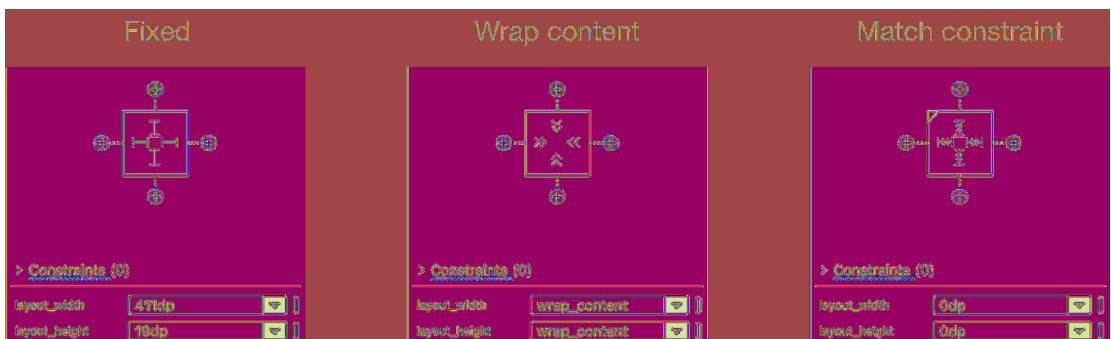 Fixed
Wrap content
Match constraint
> Constraints (0)
> Constraints (0)
> Constraints (0)
layout_width 411dp
layout_width wrap_content
layout_width 0dp
layout_height 19dp
layout_height wrap_content
layout_height 0dp